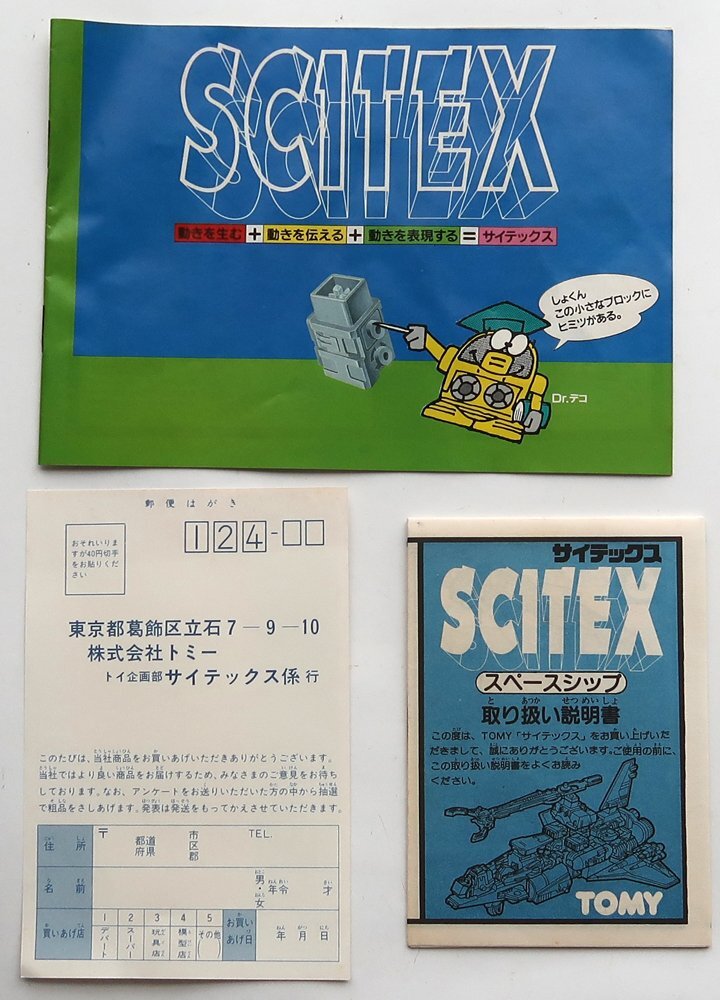 SCITEX
動きを生む + 動きを伝える + 動きを表現する = サイテックス
しょくん
この小さなブロックに
ヒミツがある。
Dr.デコ
郵便はがき
おそれいりま
すが40円切手
をお貼りくだ
さい
124-□□
東京都葛飾区立石7-9-10
株式会社トミー
トイ企画部 サイテックス係 行
このたびは、当社商品をお買いあげいただきありがとうございます。
当社ではより良い商品をお届けするため、みなさまのご意見をお待ち
しております。なお、アンケートをお送りいただいた方の中から抽選
で粗品をさしあげます。発表は発送をもってかえさせていただきます。
住所 〒 都道府県 市区郡 TEL.
名前 男・女 年令 才
お買いあげ店 1 デパート 2 スーパー 3 玩具店 4 模型店 5 その他( ) お買いあげ日 年 月 日
サイテックス
SCITEX
スペースシップ
取り扱い説明書
この度は、TOMY「サイテックス」をお買い上げいた
だきまして、誠にありがとうございます。ご使用の前に、
この取り扱い説明書をよくお読み
ください。
TOMY